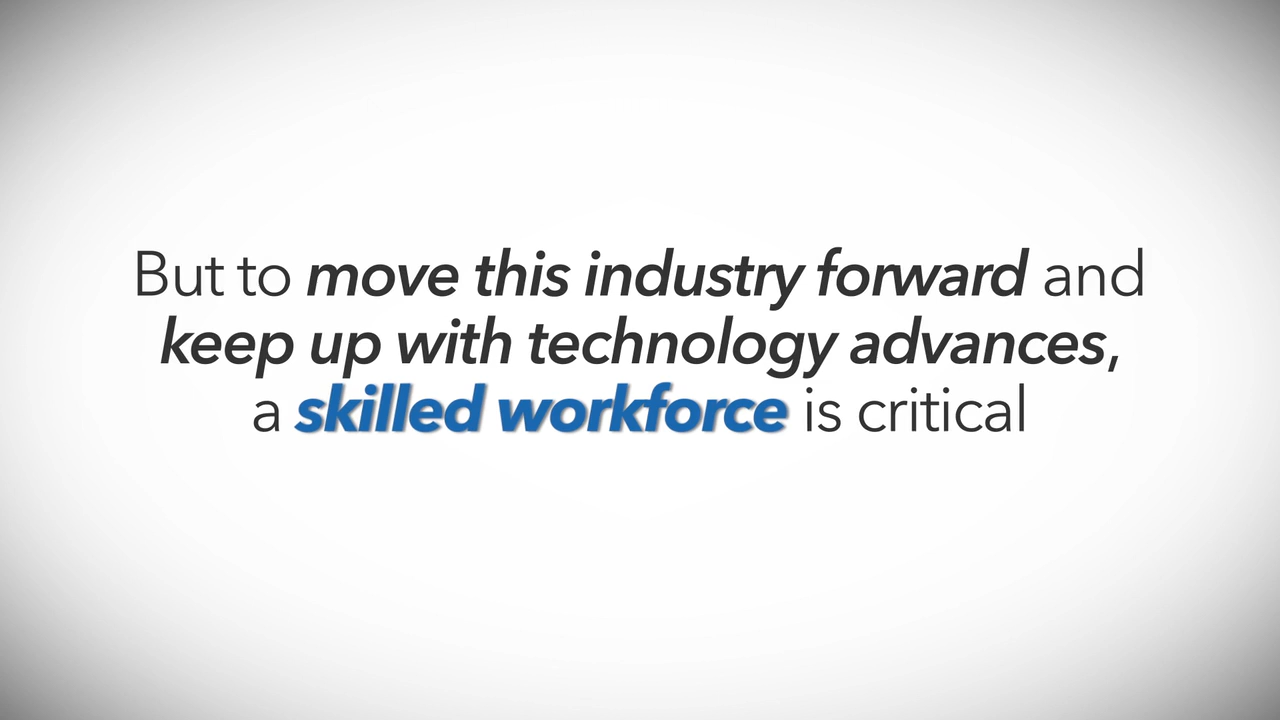 But to move this industry forward and
keep up with technology advances,
a skilled workforce is critical